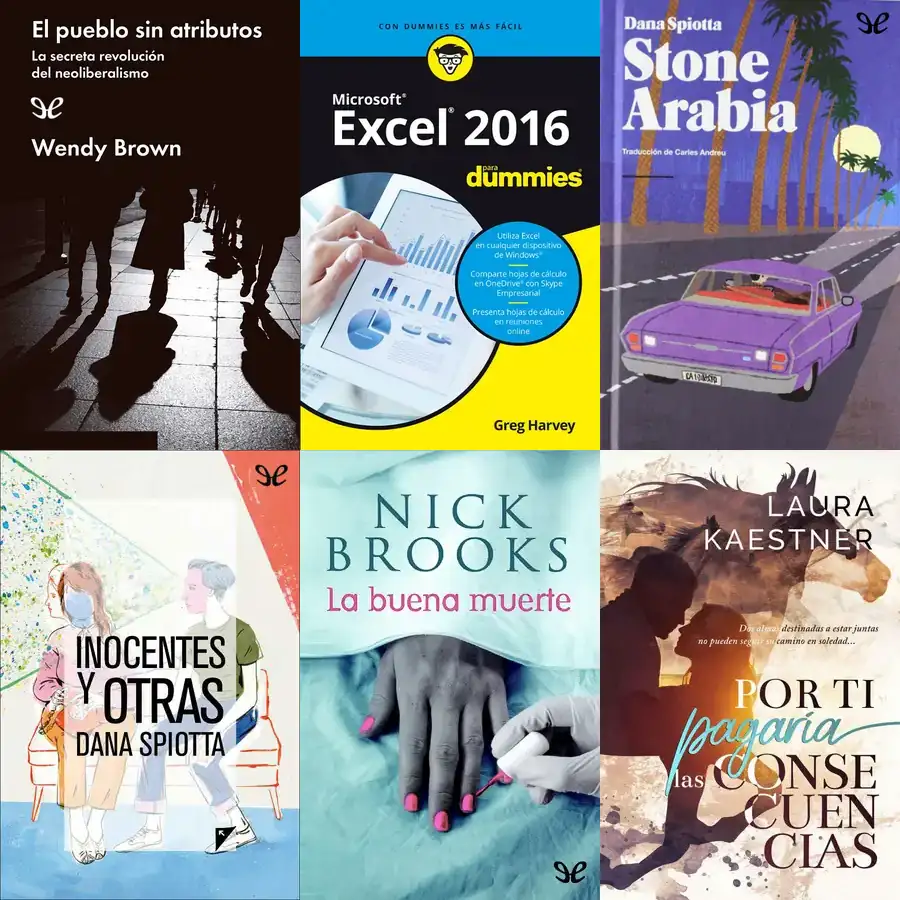 El pueblo sin atributos
La secreta revolución
del neoliberalismo
Wendy Brown
CON DUMMIES ES MÁS FÁCIL
Microsoft®
Excel® 2016
para
dummies®
Utiliza Excel
en cualquier dispositivo
de Windows®
Comparte hojas de cálculo
en OneDrive® con Skype
Empresarial
Presenta hojas de cálculo
en reuniones
online
Greg Harvey
Dana Spiotta
Stone
Arabia
Traducción de Carles Andreu
INOCENTES
Y OTRAS
DANA SPIOTTA
NICK
BROOKS
La buena muerte
LAURA
KAESTNER
Dos almas destinadas a estar juntas
no pueden seguir su camino en soledad...
POR TI
pagaría
las CONSE
CUEN
CIAS